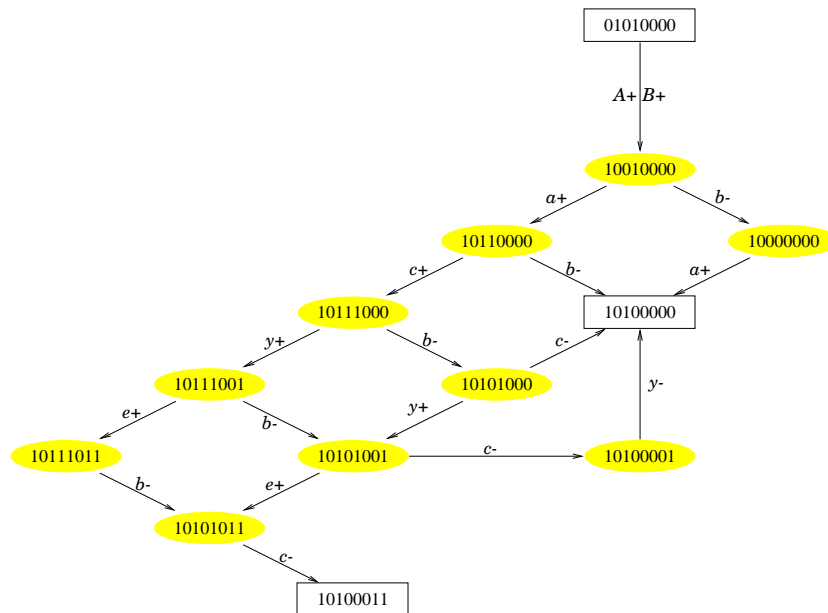 01010000
A+ B+
10010000
a+ b-
10110000 10000000
c+ b- a+
10111000 10100000
y+ b- c-
10111001 10101000
e+ b- y+ y-
10111011 10101001 c- 10100001
b- e+
10101011
c-
10100011